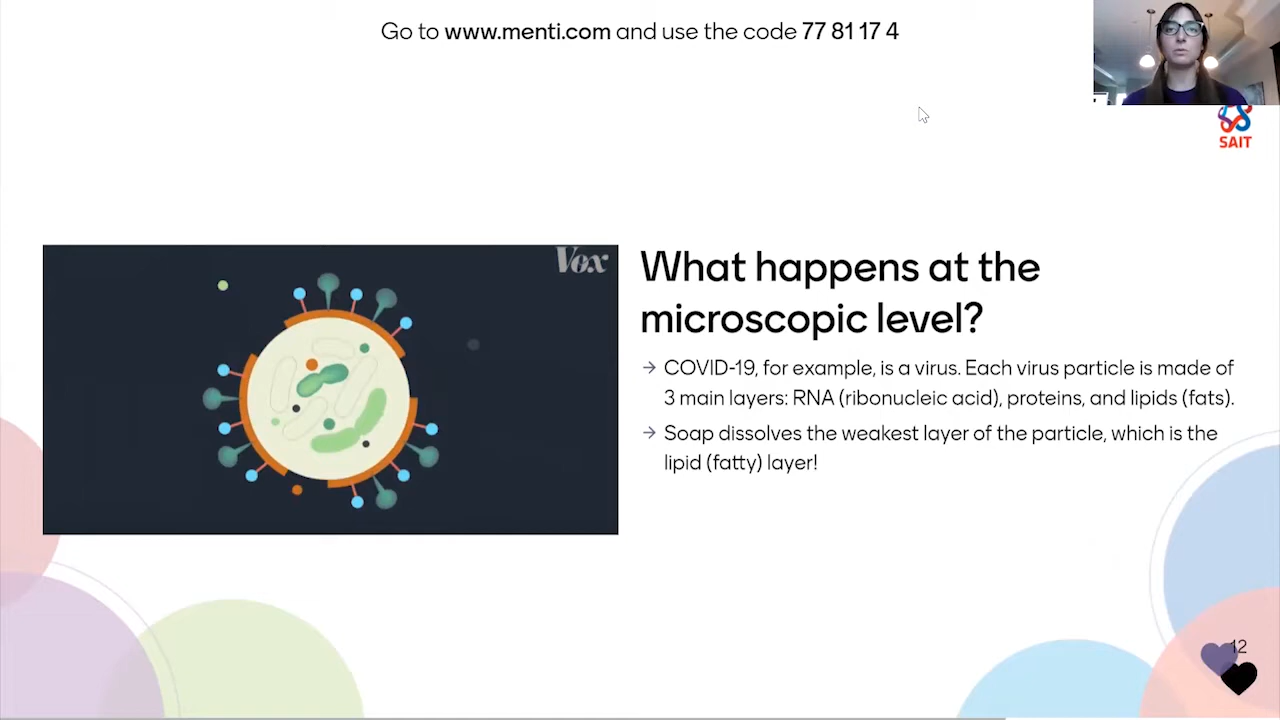 Go to www.menti.com and use the code 77 81 17 4
SAIT
Vox
What happens at the
microscopic level?
→ COVID-19, for example, is a virus. Each virus particle is made of
3 main layers: RNA (ribonucleic acid), proteins, and lipids (fats).
→ Soap dissolves the weakest layer of the particle, which is the
lipid (fatty) layer!
12